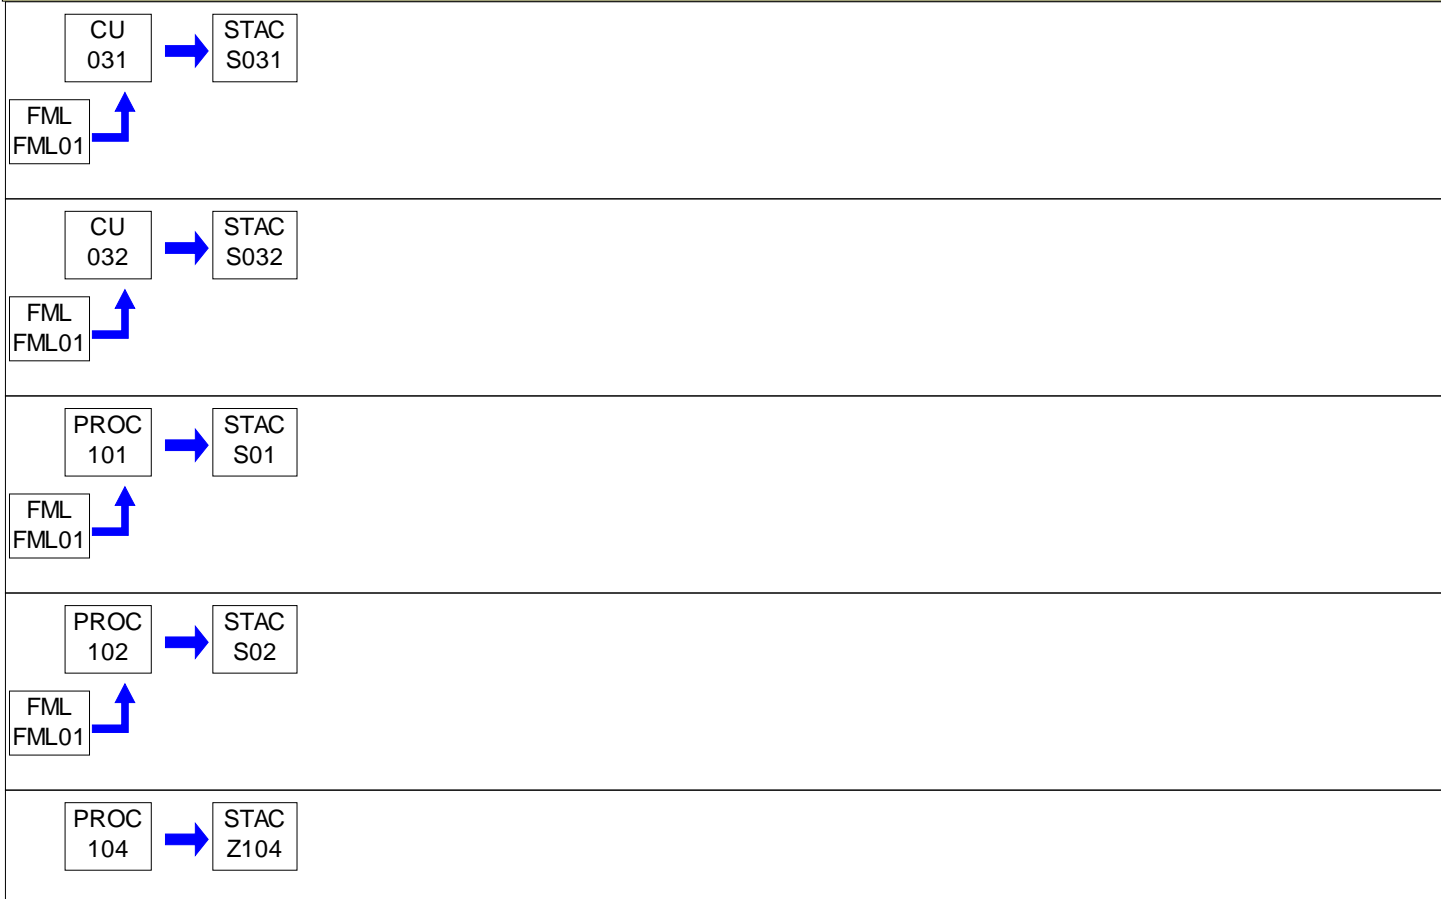 CU
031
STAC
S031
FML
FML01
CU
032
STAC
S032
FML
FML01
PROC
101
STAC
S01
FML
FML01
PROC
102
STAC
S02
FML
FML01
PROC
104
STAC
Z104